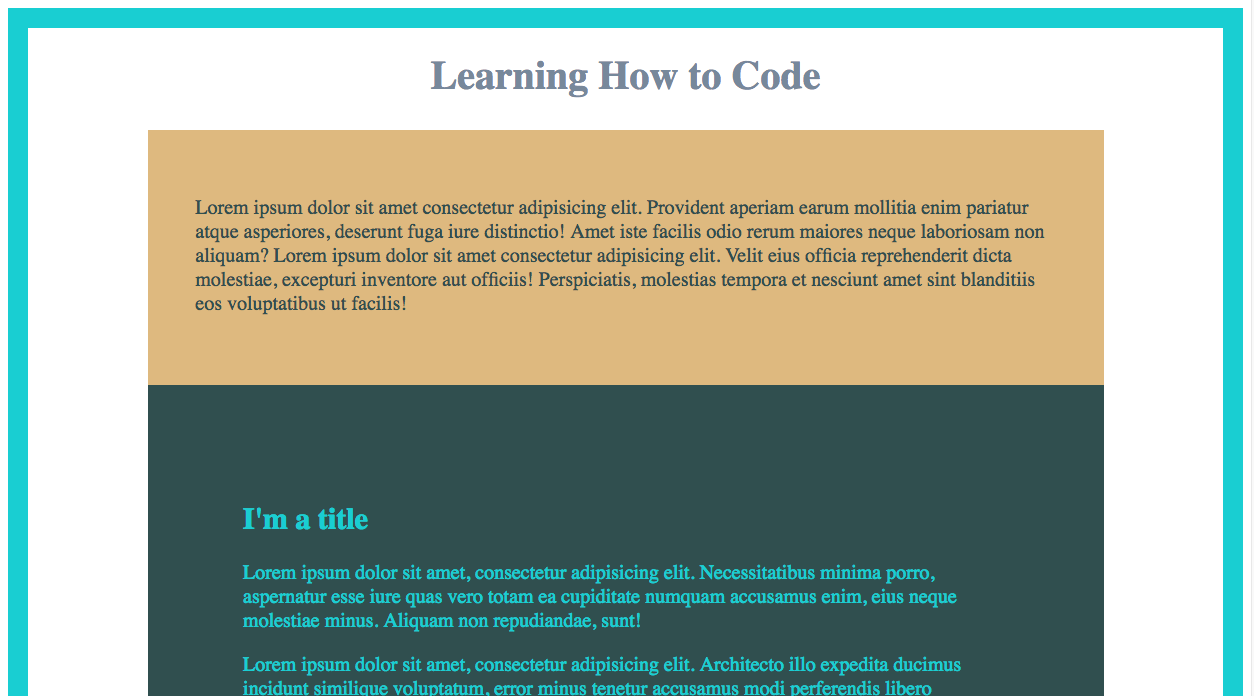 Learning How to Code
Lorem ipsum dolor sit amet consectetur adipisicing elit. Provident aperiam earum mollitia enim pariatur
atque asperiores, deserunt fuga iure distinctio! Amet iste facilis odio rerum maiores neque laboriosam non
aliquam? Lorem ipsum dolor sit amet consectetur adipisicing elit. Velit eius officia reprehenderit dicta
molestiae, excepturi inventore aut officiis! Perspiciatis, molestias tempora et nesciunt amet sint blanditiis
eos voluptatibus ut facilis!
I'm a title
Lorem ipsum dolor sit amet, consectetur adipisicing elit. Necessitatibus minima porro,
aspernatur esse iure quas vero totam ea cupiditate numquam accusamus enim, eius neque
molestiae minus. Aliquam non repudiandae, sunt!
Lorem ipsum dolor sit amet, consectetur adipisicing elit. Architecto illo expedita ducimus
incidunt similique voluptatum, error minus tenetur accusamus modi perferendis libero